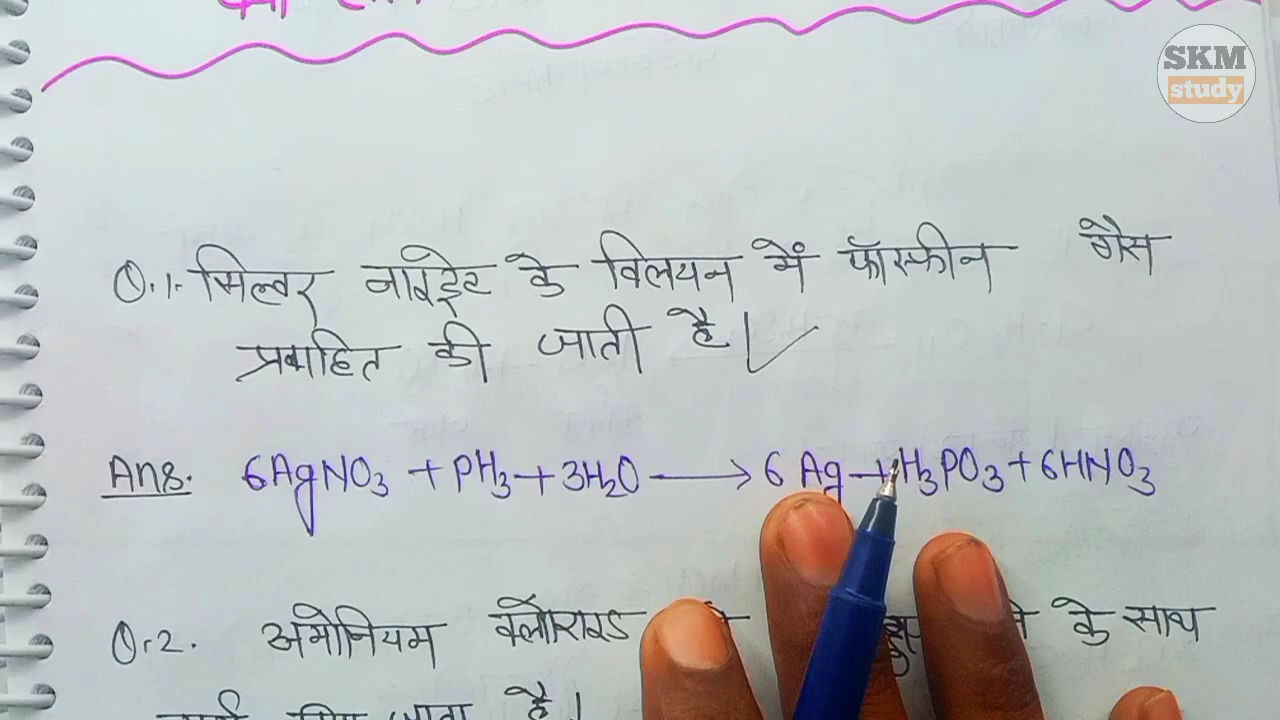 SKM
study
Q.1. सिल्वर नाइट्रेट के विलयन में फॉस्फीन गैस
प्रवाहित की जाती है।
Ans. 6AgNO₃ + PH₃ + 3H₂O ⟶ 6Ag + H₃PO₃ + 6HNO₃
Q.2. अमोनियम क्लोराइड के साथ
जाता है।